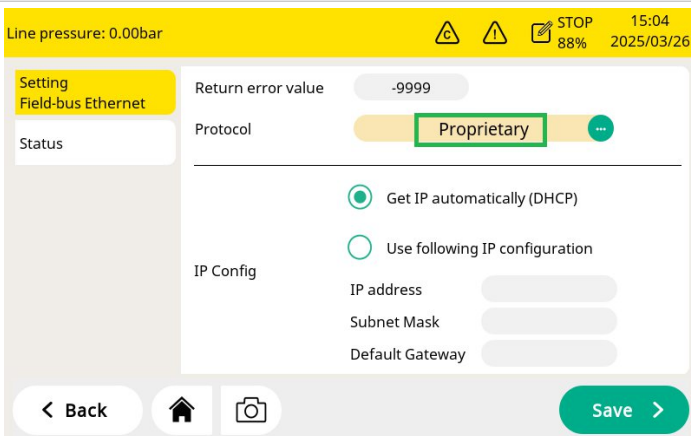 Line pressure: 0.00bar
C
!
STOP
88%
15:04
2025/03/26
Setting
Field-bus Ethernet
Status
Return error value
-9999
Protocol
Proprietary
...
Get IP automatically (DHCP)
Use following IP configuration
IP Config
IP address
Subnet Mask
Default Gateway
< Back
Save >